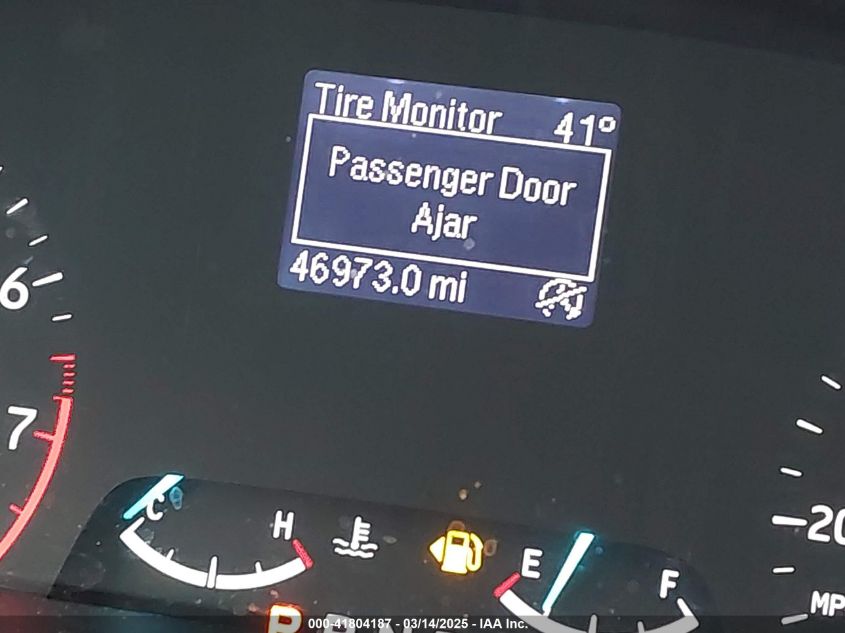 Tire Monitor 41°
Passenger Door
Ajar
46973.0 mi
6
7
C H
E F
20
MP
P R N
000-41804187 - 03/14/2025 - IAA Inc.